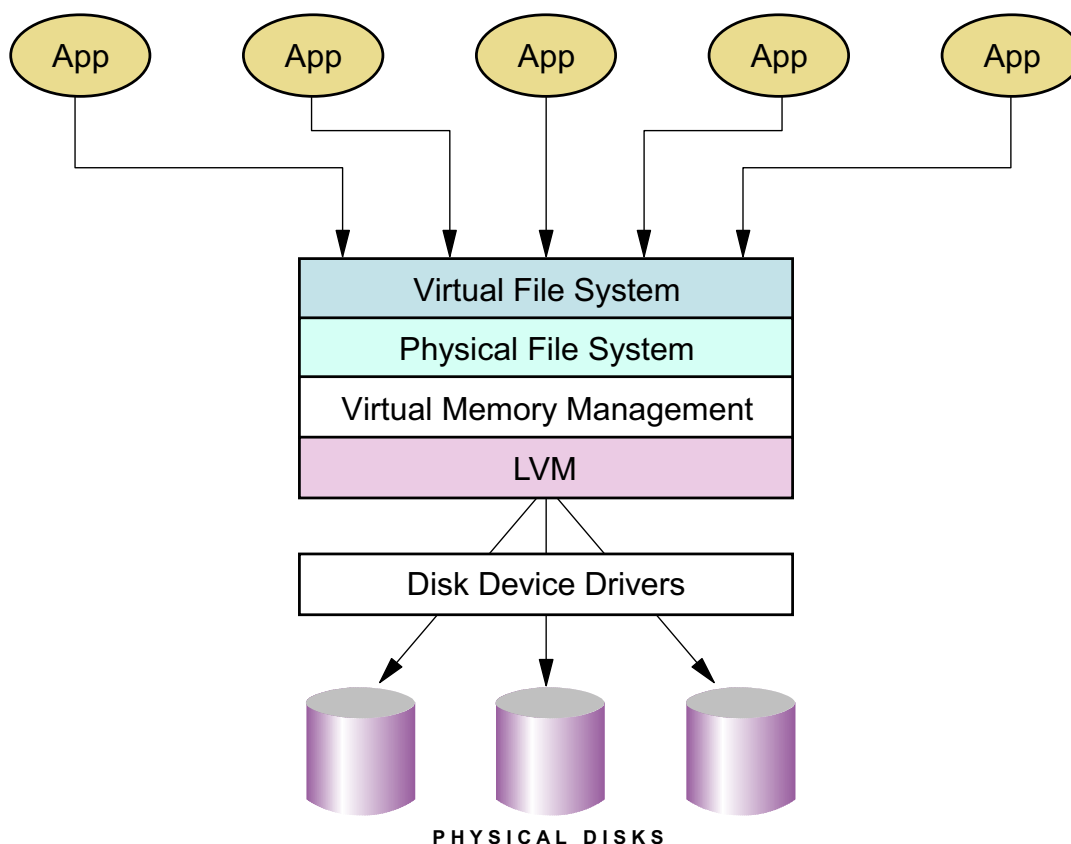 App App App App App
Virtual File System
Physical File System
Virtual Memory Management
LVM
Disk Device Drivers
PHYSICAL DISKS